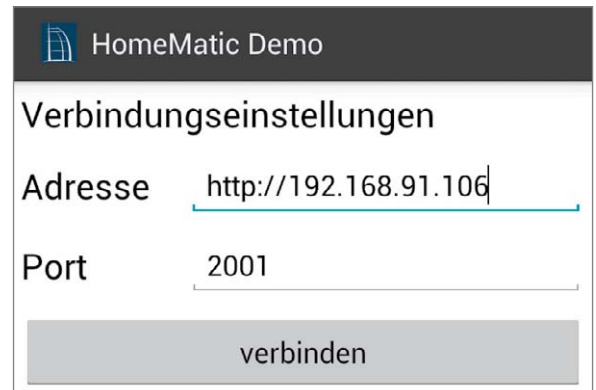 HomeMatic Demo
Verbindungseinstellungen
Adresse http://192.168.91.106
Port 2001
verbinden